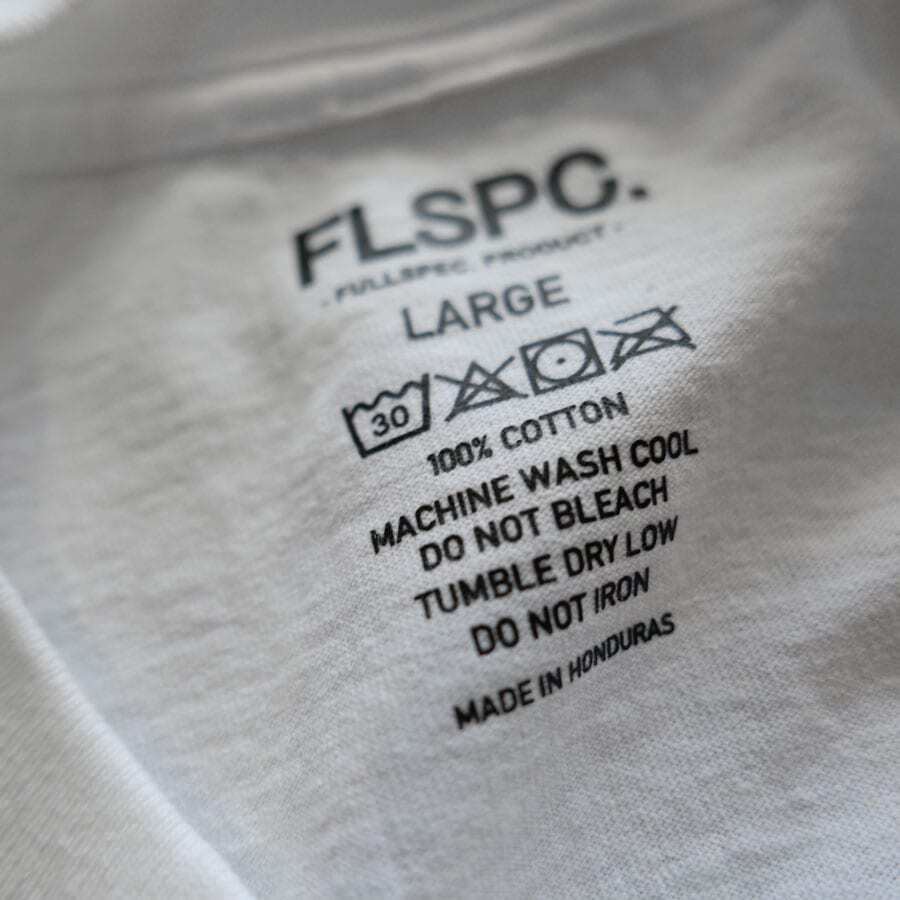 FLSPC.
- FULLSPEC PRODUCT -
LARGE
30
100% COTTON
MACHINE WASH COOL
DO NOT BLEACH
TUMBLE DRY LOW
DO NOT IRON
MADE IN HONDURAS